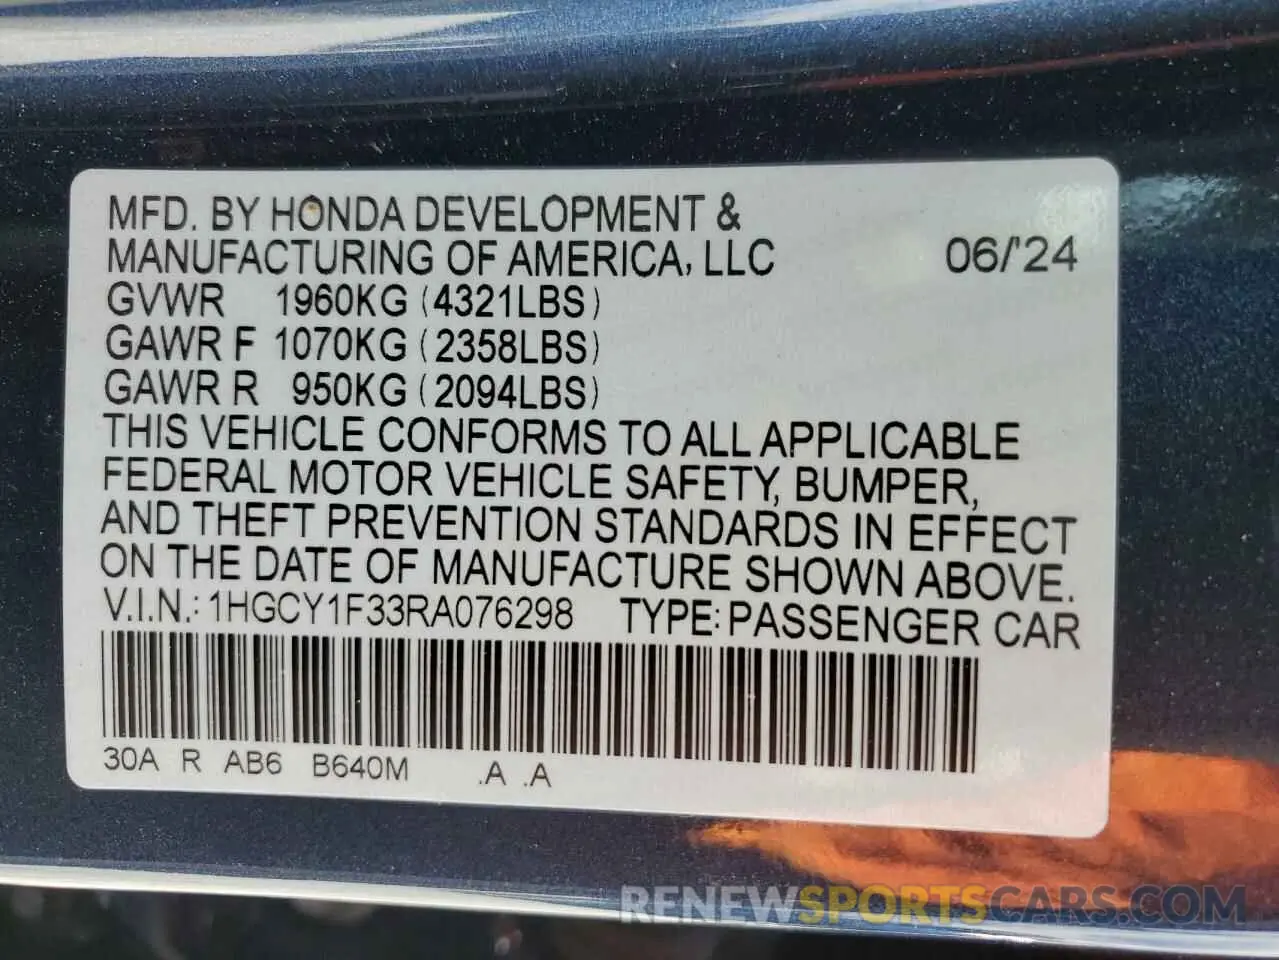 MFD. BY HONDA DEVELOPMENT &
MANUFACTURING OF AMERICA, LLC 06/'24
GVWR 1960KG (4321LBS)
GAWR F 1070KG (2358LBS)
GAWR R 950KG (2094LBS)
THIS VEHICLE CONFORMS TO ALL APPLICABLE
FEDERAL MOTOR VEHICLE SAFETY, BUMPER,
AND THEFT PREVENTION STANDARDS IN EFFECT
ON THE DATE OF MANUFACTURE SHOWN ABOVE.
V.I.N.: 1HGCY1F33RA076298 TYPE: PASSENGER CAR
30A R AB6 B640M .A .A
RENEWSPORTSCARS.COM